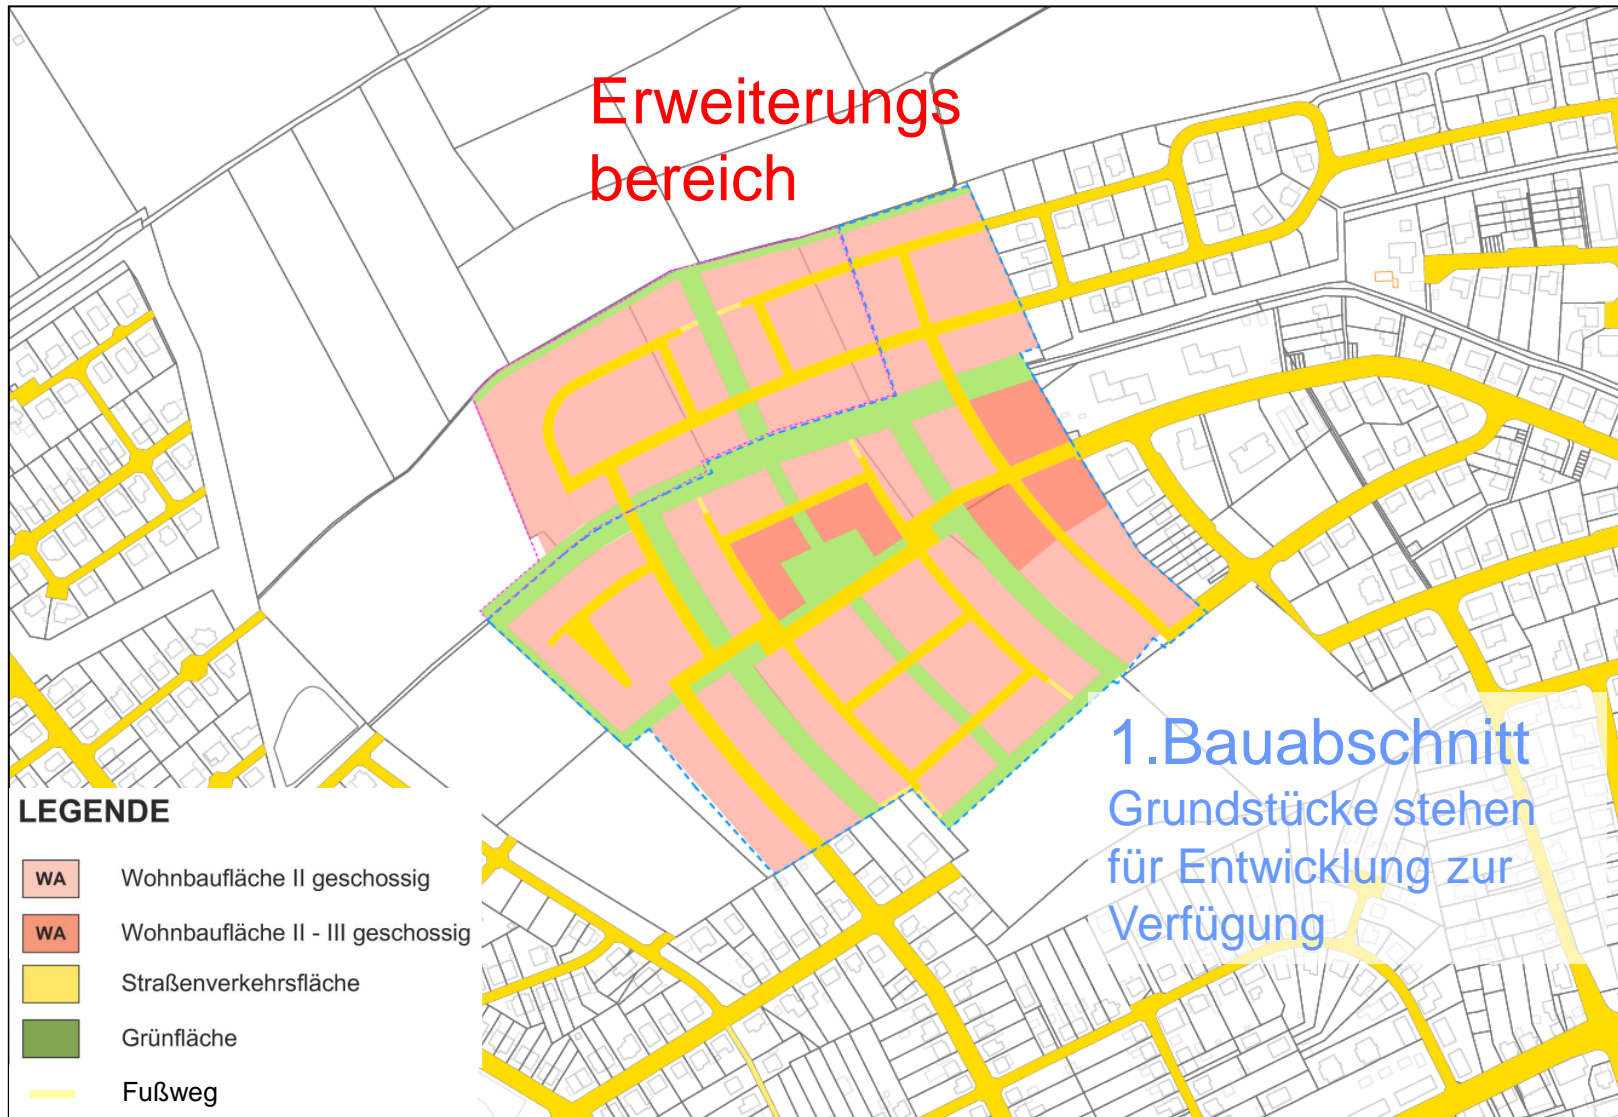 Erweiterungs
bereich
1.Bauabschnitt
Grundstücke stehen
für Entwicklung zur
Verfügung
LEGENDE
WA Wohnbaufläche II geschossig
WA Wohnbaufläche II - III geschossig
Straßenverkehrsfläche
Grünfläche
Fußweg